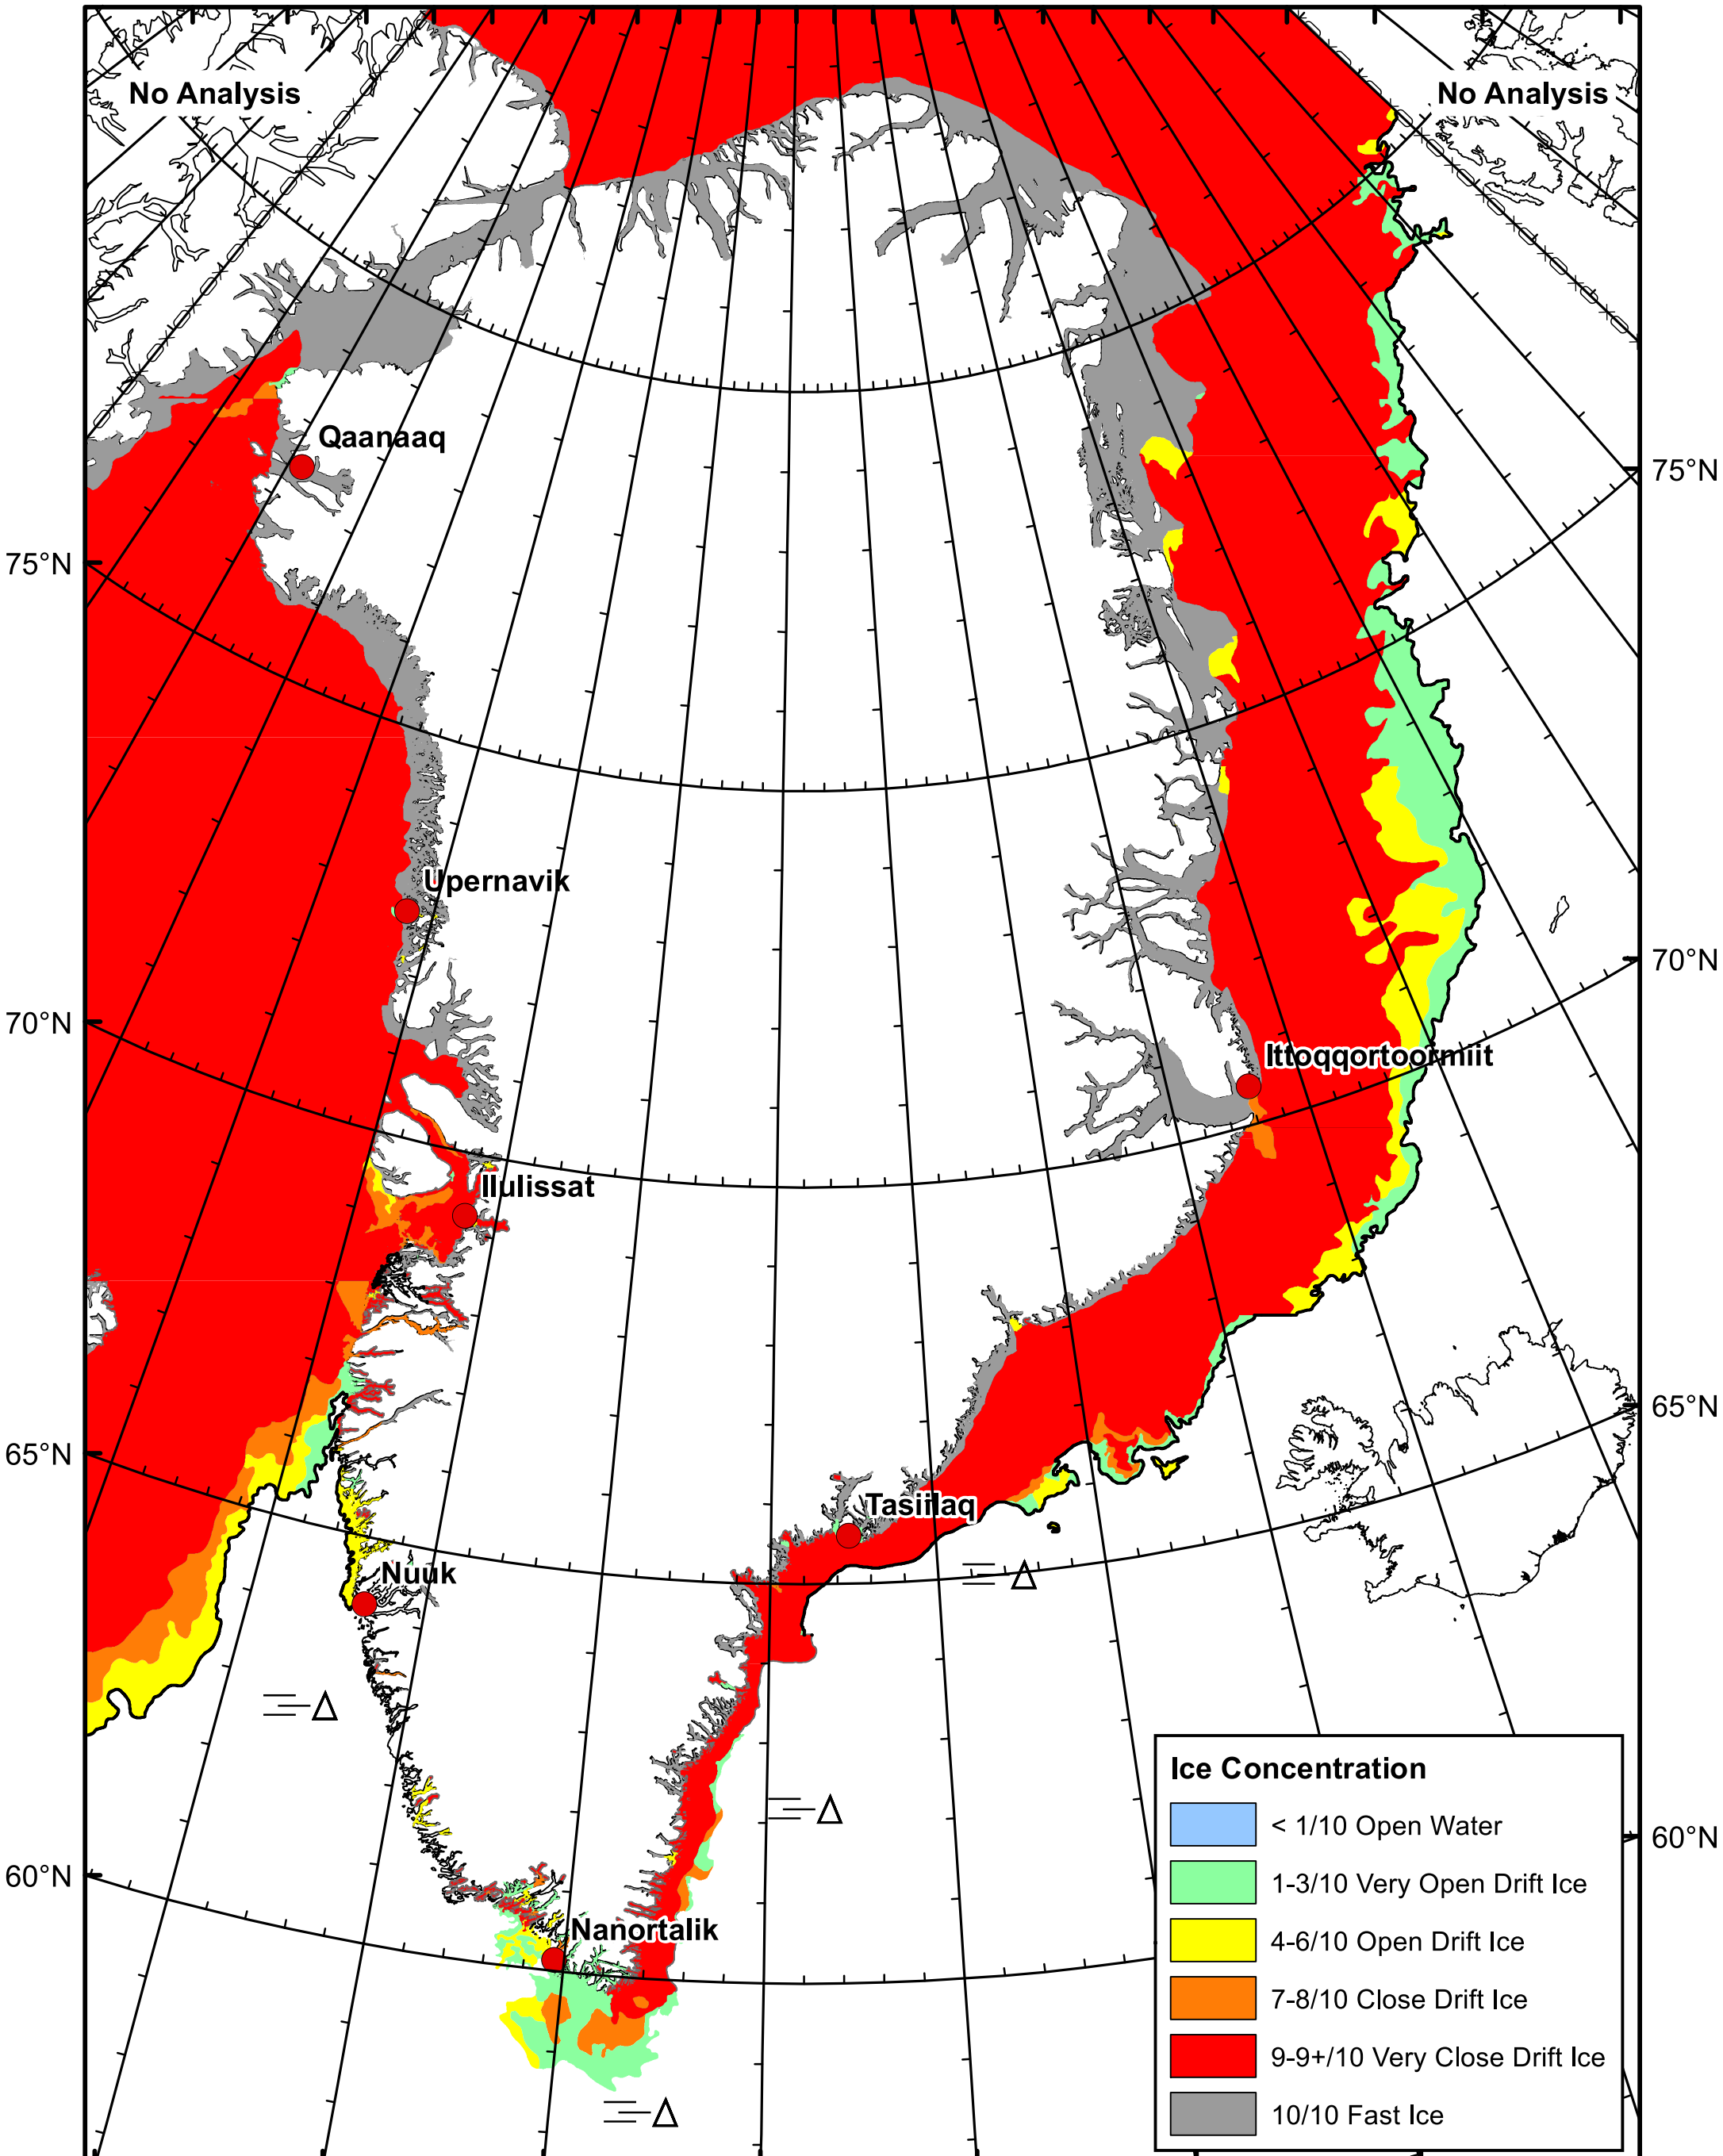 No Analysis
No Analysis
Qaanaaq
75°N
75°N
Upernavik
70°N
70°N
Ittoqqortoormiit
Ilulissat
65°N
65°N
Tasiilaq
Nuuk
60°N
60°N
Nanortalik
Ice Concentration
< 1/10 Open Water
1-3/10 Very Open Drift Ice
4-6/10 Open Drift Ice
7-8/10 Close Drift Ice
9-9+/10 Very Close Drift Ice
10/10 Fast Ice